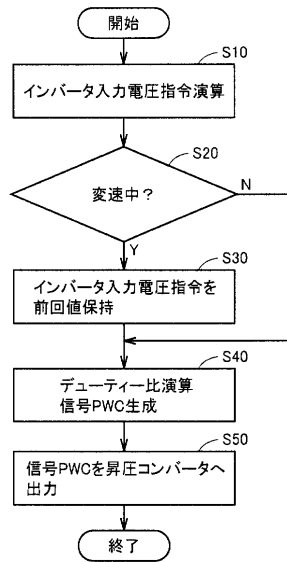 開始
S10
インバータ入力電圧指令演算
S20
変速中?
N
Y
S30
インバータ入力電圧指令を
前回値保持
S40
デューティー比演算
信号PWC生成
S50
信号PWCを昇圧コンバータへ
出力
終了